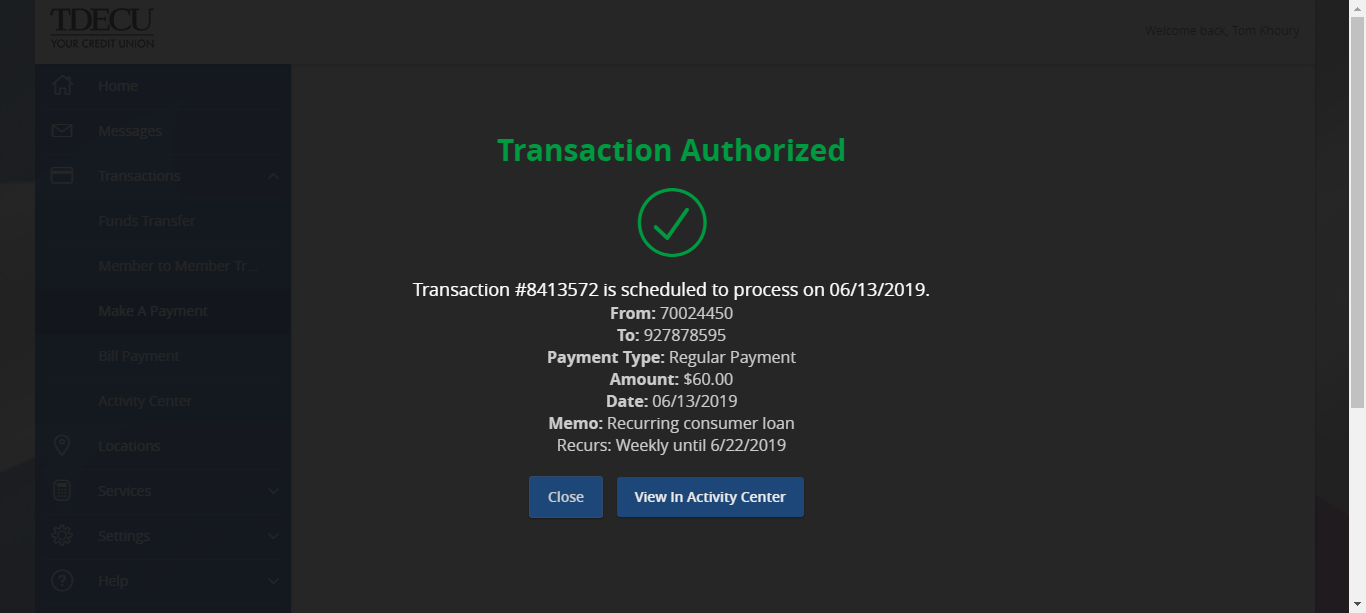 TDECU
YOUR CREDIT UNION
Welcome back, Tom Khoury
Home
Messages
Transactions
Funds Transfer
Member to Member Tr...
Make A Payment
Bill Payment
Activity Center
Locations
Services
Settings
Help
Transaction Authorized
Transaction #8413572 is scheduled to process on 06/13/2019.
From: 70024450
To: 927878595
Payment Type: Regular Payment
Amount: $60.00
Date: 06/13/2019
Memo: Recurring consumer loan
Recurs: Weekly until 6/22/2019
Close
View In Activity Center